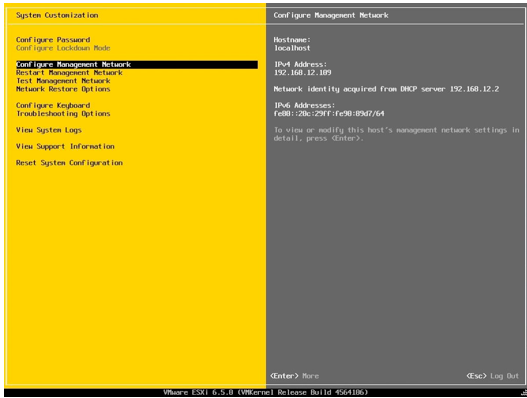 System Customization
Configure Password
Configure Lockdown Mode
Configure Management Network
Restart Management Network
Test Management Network
Network Restore Options
Configure Keyboard
Troubleshooting Options
View System Logs
View Support Information
Reset System Configuration
Configure Management Network
Hostname:
localhost
IPv4 Address:
192.168.12.109
Network identity acquired from DHCP server 192.168.12.2
IPv6 Addresses:
fe80::20c:29ff:fe90:89d7/64
To view or modify this host's management network settings in
detail, press <Enter>.
<Enter> More
<Esc> Log Out
VMware ESXi 6.5.0 (VMKernel Release Build 4564106)